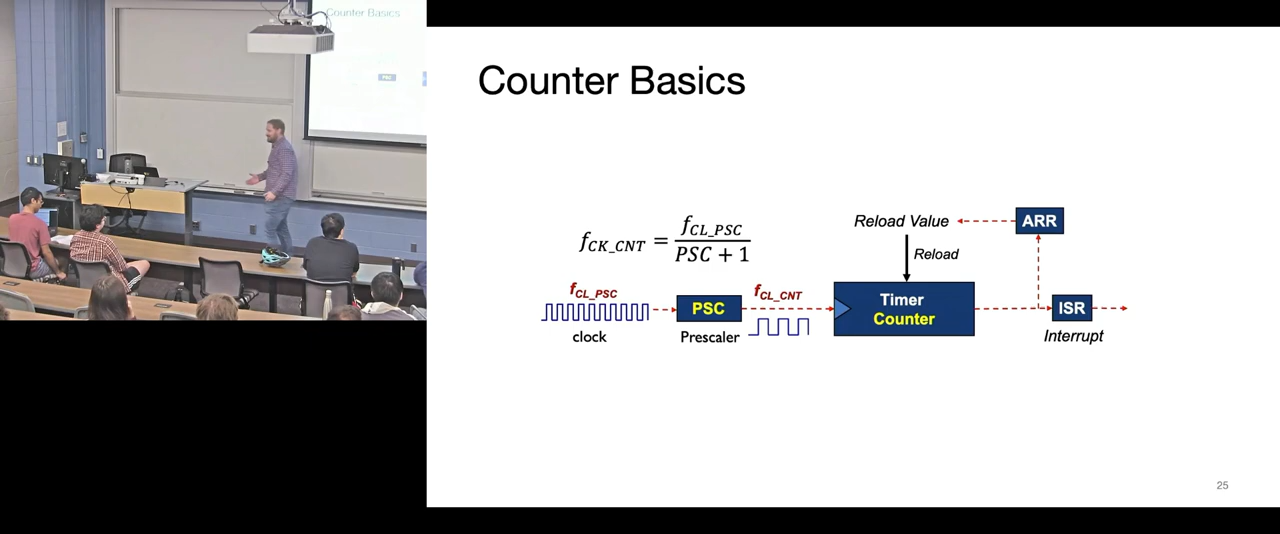 Counter Basics
PSC
Counter Basics
f_CK_CNT = f_CL_PSC / PSC + 1
Reload Value
ARR
Reload
f_CL_PSC
PSC
f_CL_CNT
Timer
Counter
ISR
clock
Prescaler
Interrupt
25